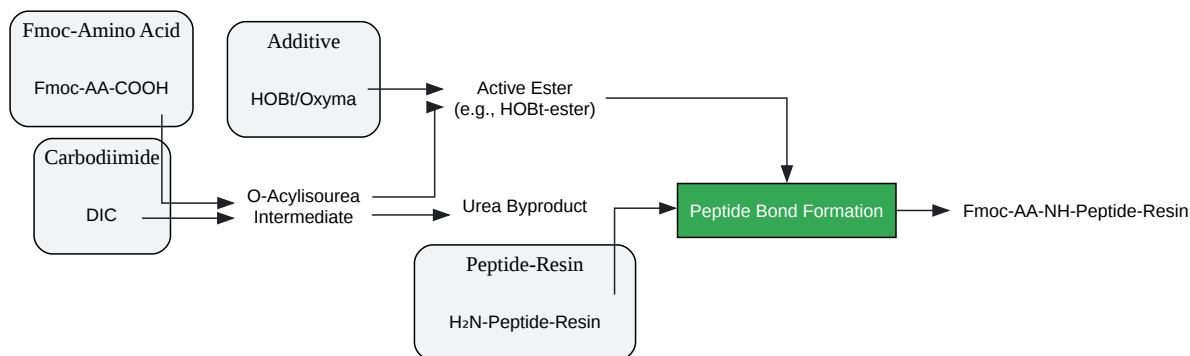 Fmoc-Amino Acid
Fmoc-AA-COOH
Carbodiimide
DIC
Additive
HOBt/Oxyma
O-Acylisourea
Intermediate
Active Ester
(e.g., HOBt-ester)
Urea Byproduct
Peptide-Resin
H₂N-Peptide-Resin
Peptide Bond Formation
Fmoc-AA-NH-Peptide-Resin